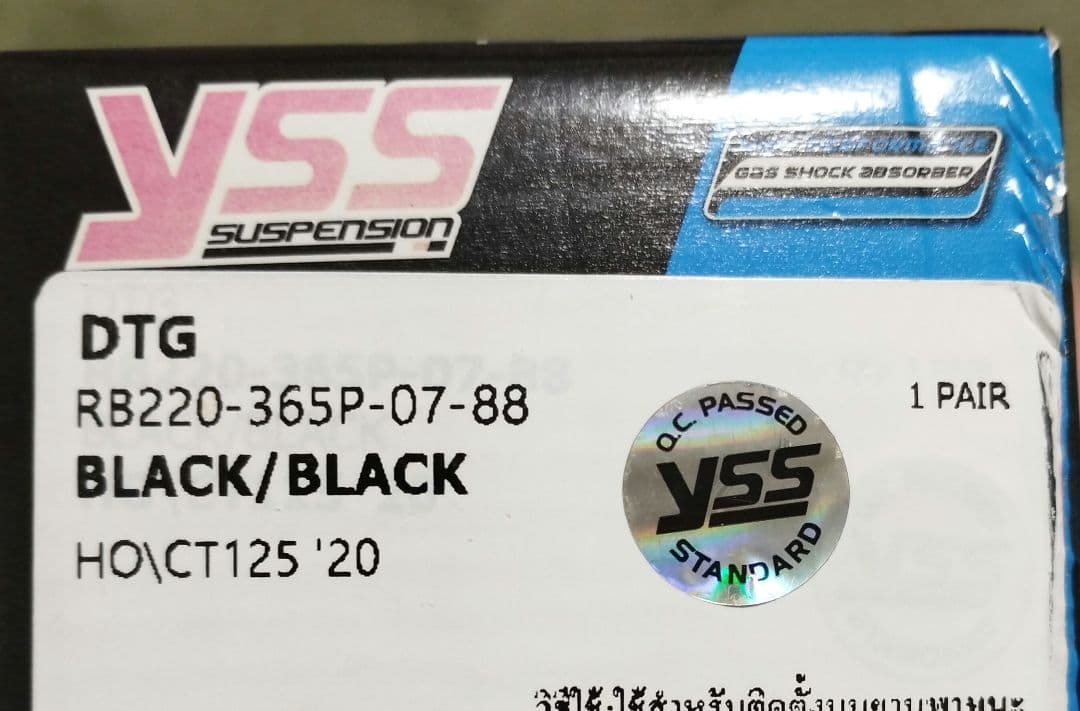 YSS
SUSPENSION
PERFORMANCE
GAS SHOCK ABSORBER
DTG
RB220-365P-07-88
BLACK/BLACK
HO\CT125 '20
1 PAIR
Q.C. PASSED
YSS
STANDARD